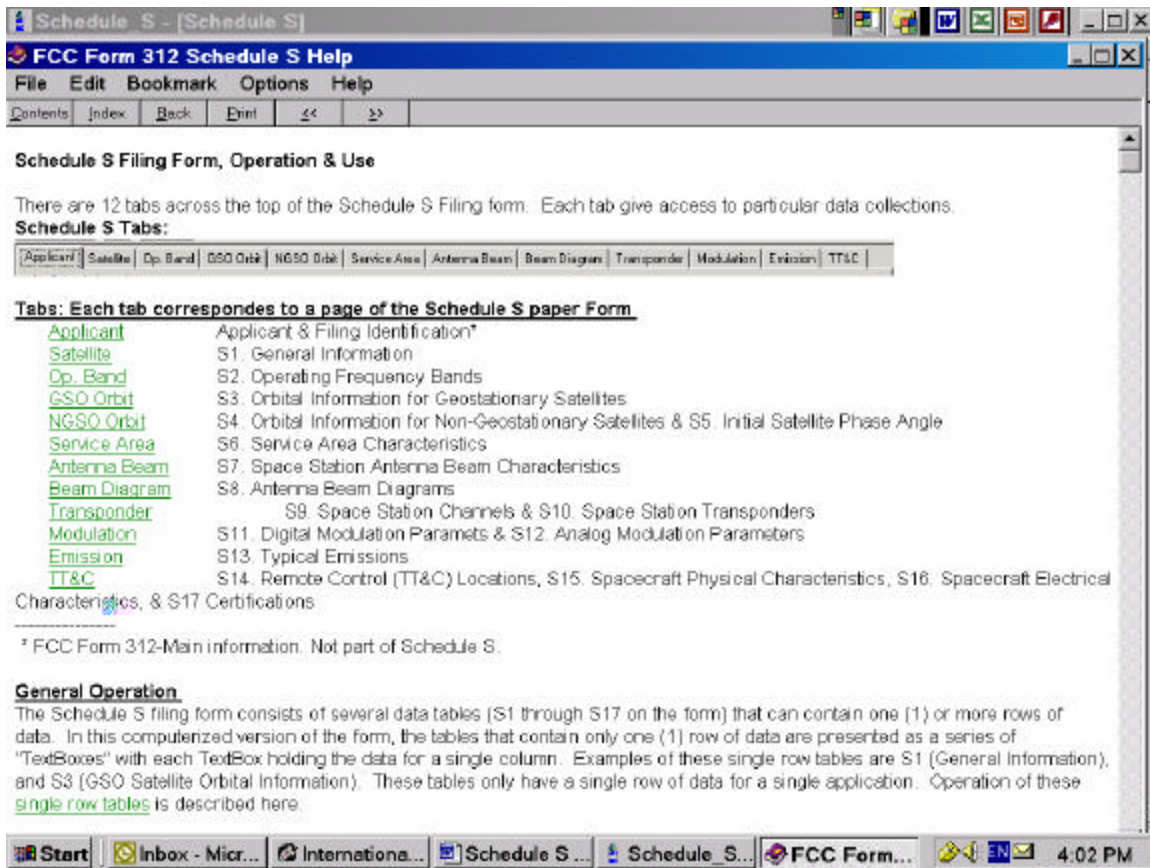 Schedule_S - [Schedule S]
FCC Form 312 Schedule S Help
File Edit Bookmark Options Help
Contents Index Back Print << >>
Schedule S Filing Form, Operation & Use
There are 12 tabs across the top of the Schedule S Filing form. Each tab give access to particular data collections.
Schedule S Tabs:
Applicant Satellite Op. Band GSO Orbit NGSO Orbit Service Area Antenna Beam Beam Diagram Transponder Modulation Emission TT&C
Tabs: Each tab correspondes to a page of the Schedule S paper Form
Applicant Applicant & Filing Identification*
Satellite S1. General Information
Op. Band S2. Operating Frequency Bands
GSO Orbit S3. Orbital Information for Geostationary Satellites
NGSO Orbit S4. Orbital Information for Non-Geostationary Satellites & S5. Initial Satellite Phase Angle
Service Area S6. Service Area Characteristics
Antenna Beam S7. Space Station Antenna Beam Characteristics
Beam Diagram S8. Antenna Beam Diagrams
Transponder S9. Space Station Channels & S10. Space Station Transponders
Modulation S11. Digital Modulation Paramets & S12. Analog Modulation Parameters
Emission S13. Typical Emissions
TT&C S14. Remote Control (TT&C) Locations, S15. Spacecraft Physical Characteristics, S16. Spacecraft Electrical
Characteristics, & S17 Certifications
---------------
* FCC Form 312-Main information. Not part of Schedule S.
General Operation
The Schedule S filing form consists of several data tables (S1 through S17 on the form) that can contain one (1) or more rows of
data. In this computerized version of the form, the tables that contain only one (1) row of data are presented as a series of
"TextBoxes" with each TextBox holding the data for a single column. Examples of these single row tables are S1 (General Information),
and S3 (GSO Satellite Orbital Information). These tables only have a single row of data for a single application. Operation of these
single row tables is described here.
Start Inbox - Micr... Internationa... Schedule S ... Schedule_S... FCC Form... EN 4:02 PM